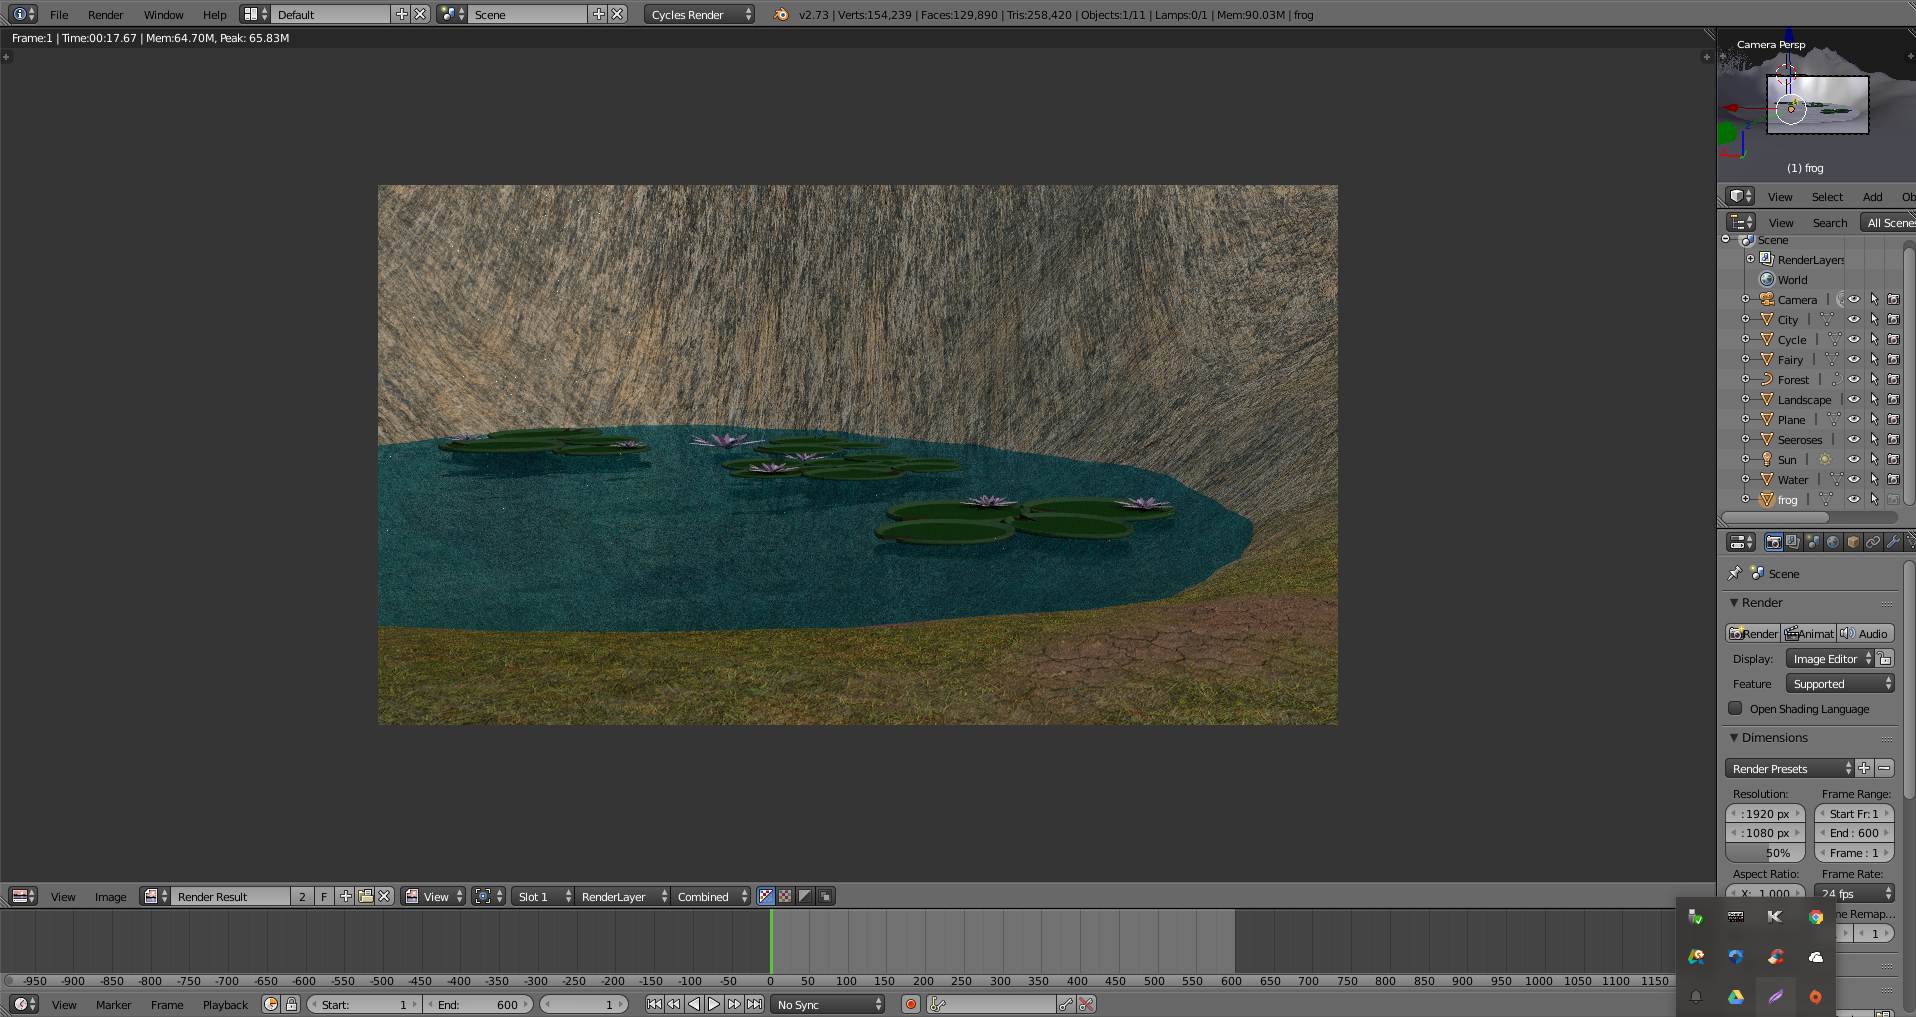 File Render Window Help Default Scene Cycles Render v2.73 | Verts:154,239 | Faces:129,890 | Tris:258,420 | Objects:1/11 | Lamps:0/1 | Mem:90.03M | frog
Frame:1 | Time:00:17.67 | Mem:64.70M, Peak: 65.83M
Camera Persp
(1) frog
View Select Add Ob
View Search All Scenes
Scene
RenderLayers
World
Camera
City
Cycle
Fairy
Forest
Landscape
Plane
Seeroses
Sun
Water
frog
Scene
Render
Render Animat Audio
Display: Image Editor
Feature Supported
Open Shading Language
Dimensions
Render Presets
Resolution: Frame Range:
: 1920 px Start Fr: 1
: 1080 px End : 600
50% Frame : 1
Aspect Ratio: Frame Rate:
X: 1.000 24 fps
me Remap...
1
View Image Render Result 2 F View Slot 1 RenderLayer Combined
-950 -900 -850 -800 -750 -700 -650 -600 -550 -500 -450 -400 -350 -300 -250 -200 -150 -100 -50 0 50 100 150 200 250 300 350 400 450 500 550 600 650 700 750 800 850 900 950 1000 1050 1100 1150
View Marker Frame Playback Start: 1 End: 600 1 No Sync